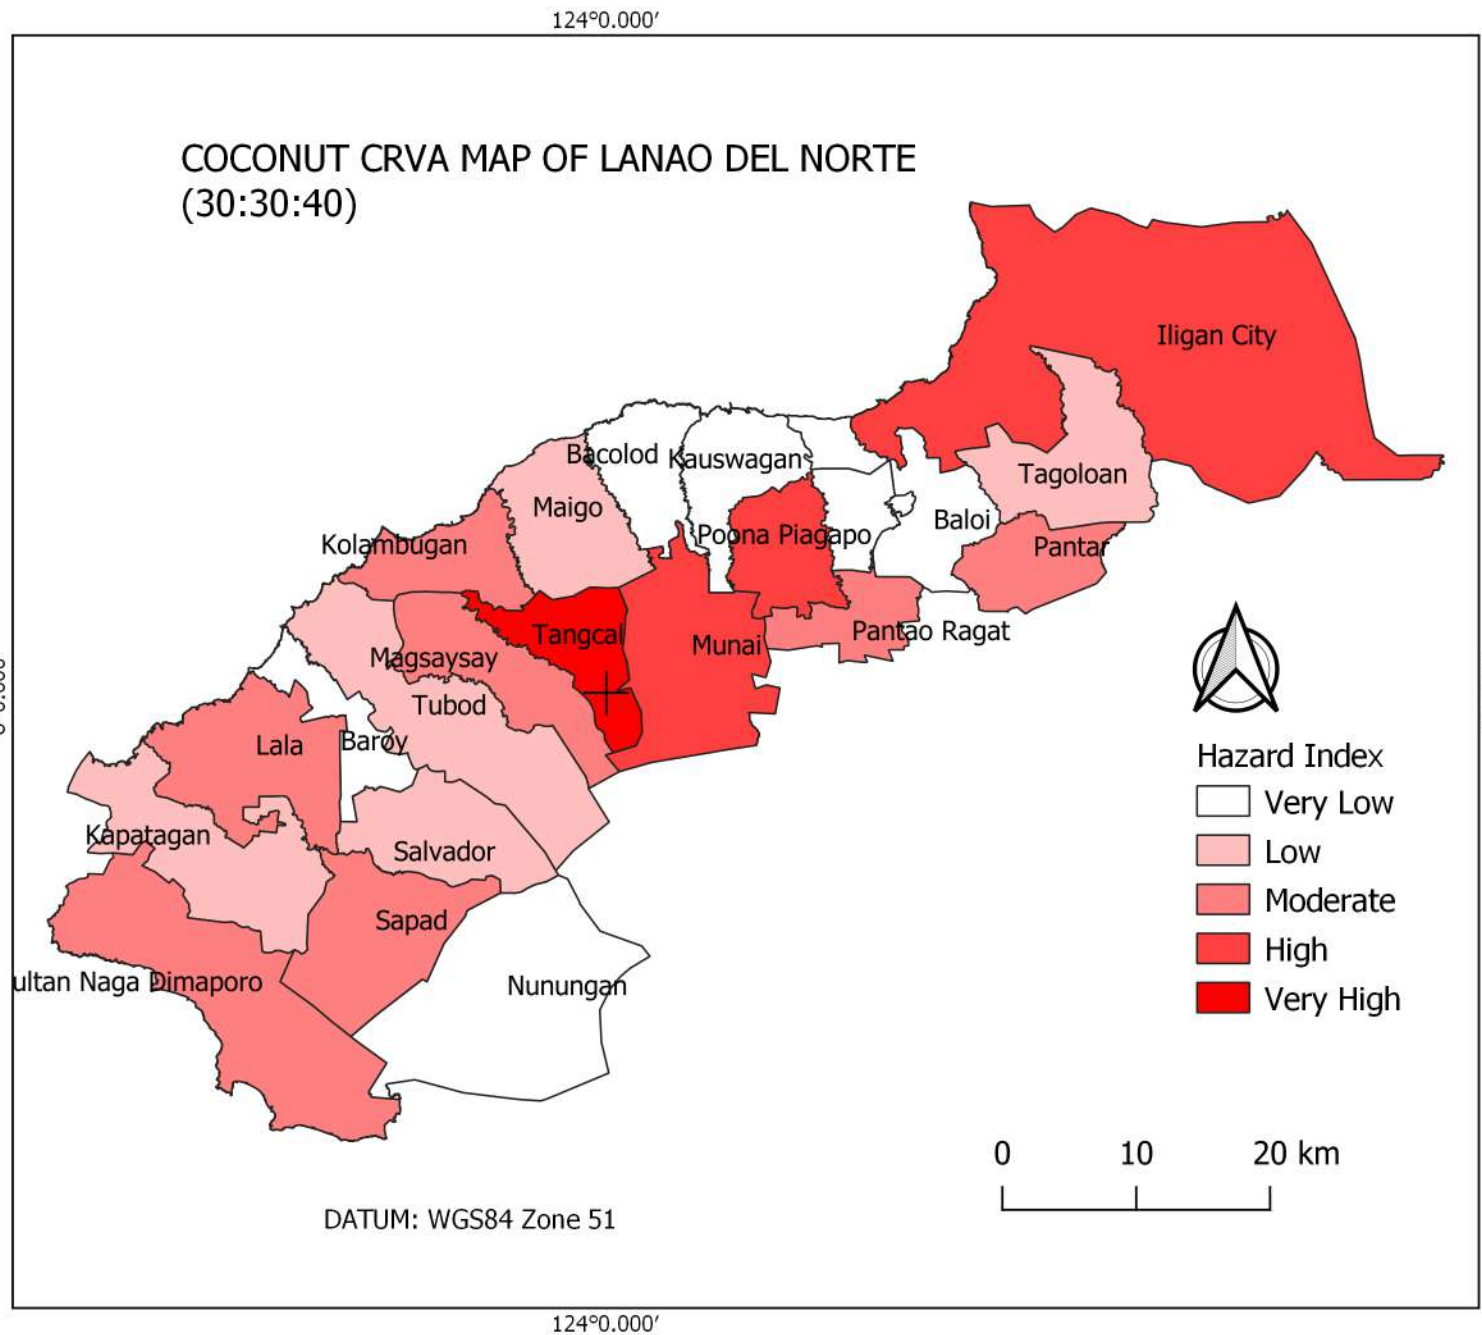 124°0.000′
COCONUT CRVA MAP OF LANAO DEL NORTE
(30:30:40)
Iligan City
Bacolod
Kauswagan
Tagoloan
Maigo
Baloi
Poona Piagapo
Kolambugan
Pantar
Tangcal
Pantao Ragat
Munai
Magsaysay
Tubod
Lala
Baroy
Kapatagan
Salvador
Sapad
ultan Naga Dimaporo
Nunungan
Hazard Index
Very Low
Low
Moderate
High
Very High
0 10 20 km
DATUM: WGS84 Zone 51
124°0.000′